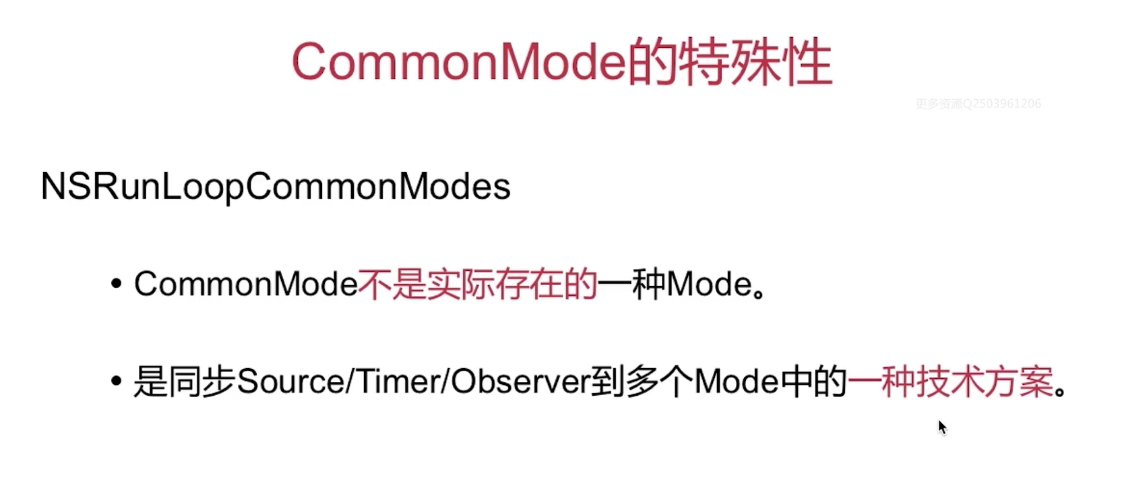 CommonMode的特殊性
更多资源Q2503961206
NSRunLoopCommonModes
• CommonMode不是实际存在的一种Mode。
• 是同步Source/Timer/Observer到多个Mode中的一种技术方案。